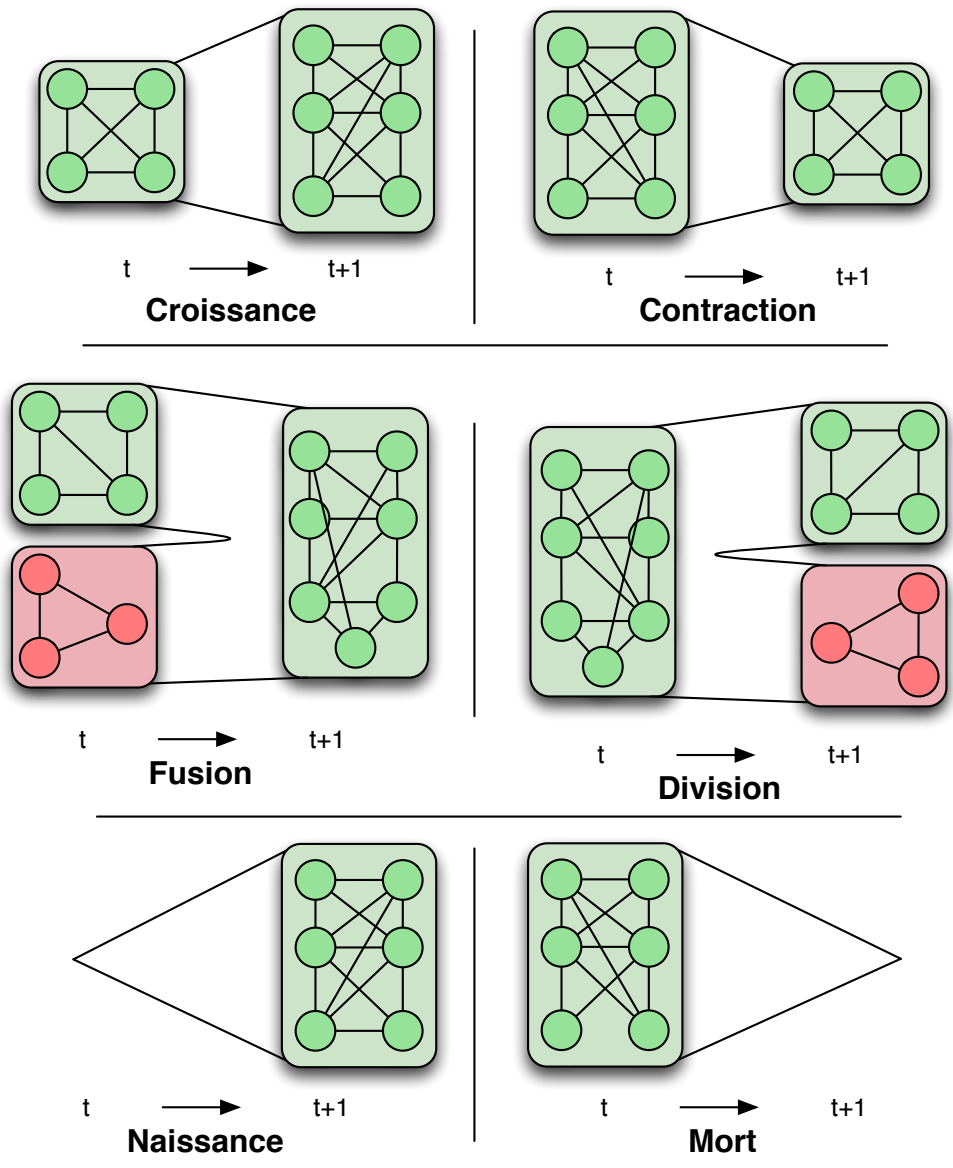 t t+1
Croissance
t t+1
Contraction
t t+1
Fusion
t t+1
Division
t t+1
Naissance
t t+1
Mort